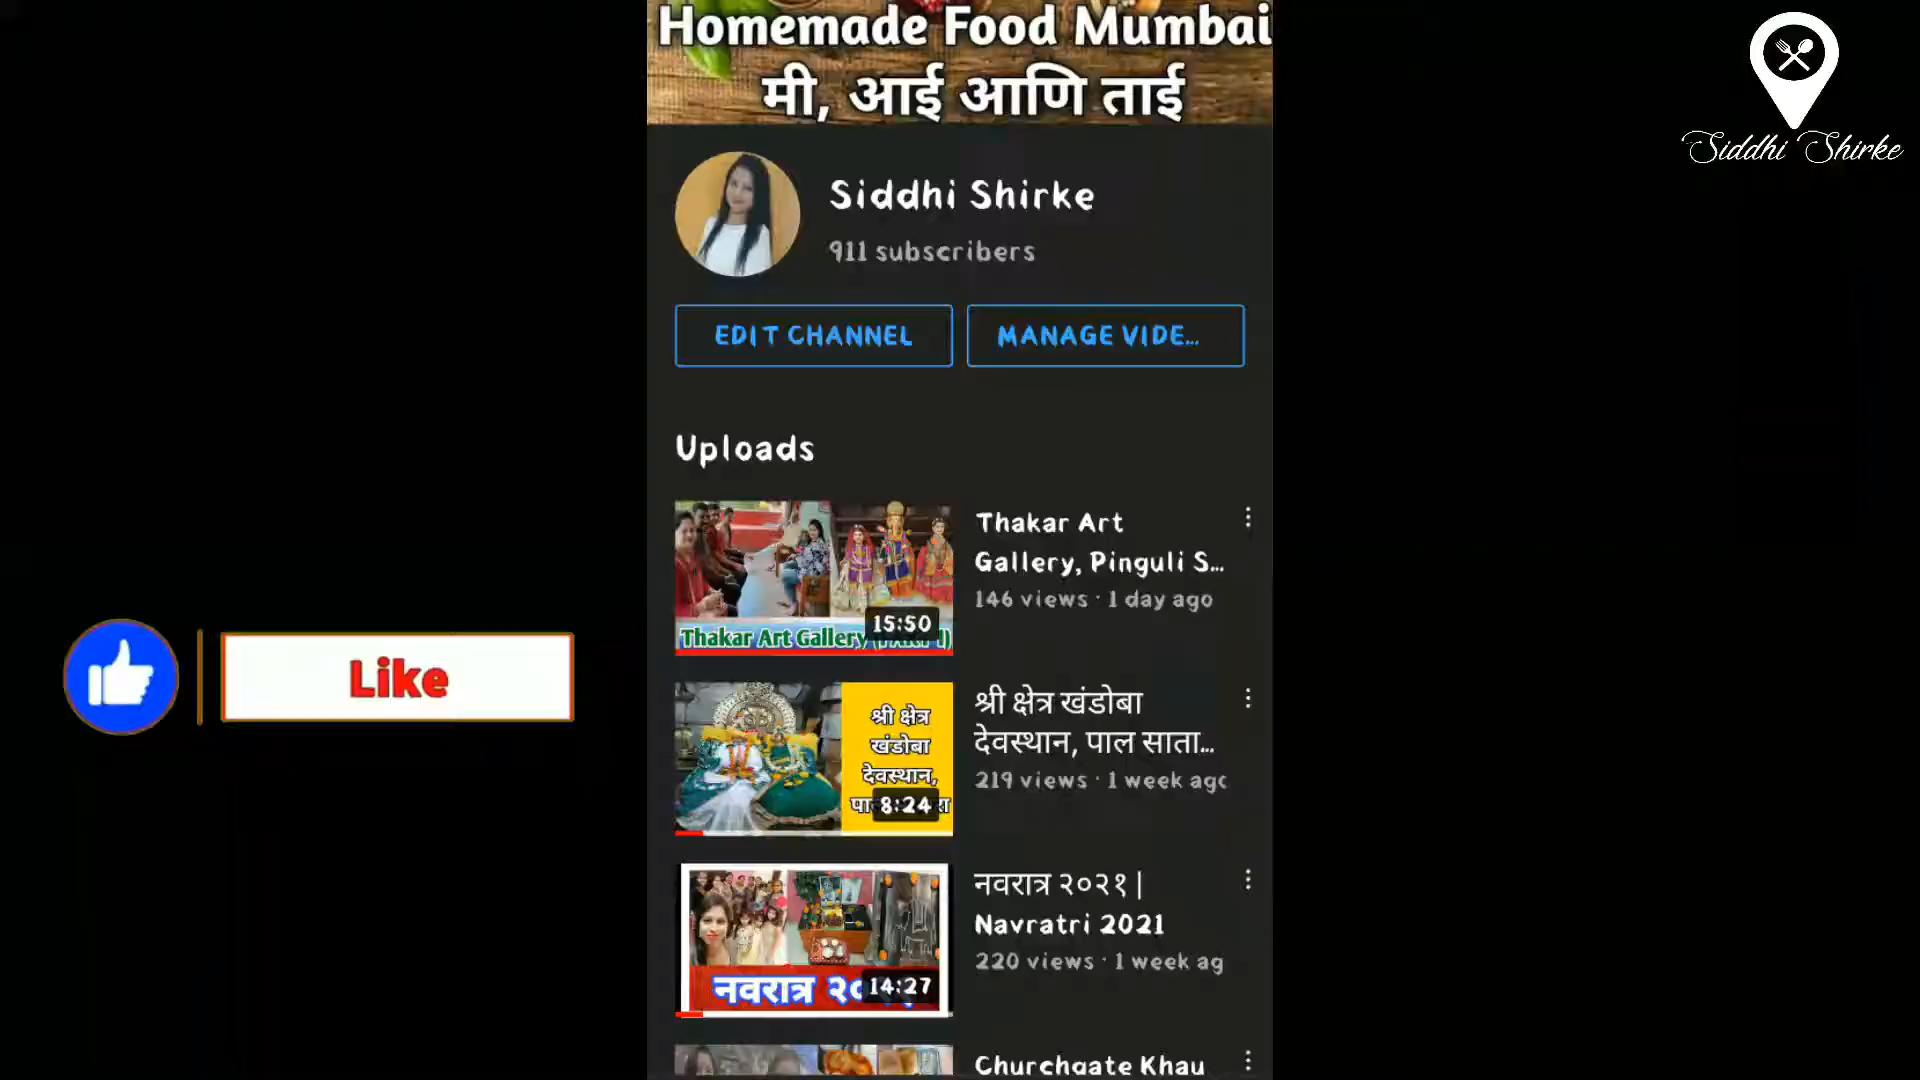 Homemade Food Mumbai
मी, आई आणि ताई
Siddhi Shirke
Siddhi Shirke
911 subscribers
EDIT CHANNEL
MANAGE VIDE...
Uploads
Thakar Art
Gallery, Pinguli S...
146 views · 1 day ago
15:50
Thakar Art Gallery
श्री क्षेत्र खंडोबा
देवस्थान, पाल साता...
219 views · 1 week ago
श्री क्षेत्र
खंडोबा
देवस्थान,
8:24
Like
नवरात्र २०२१ |
Navratri 2021
220 views · 1 week ag
नवरात्र
14:27
Churchgate Khau